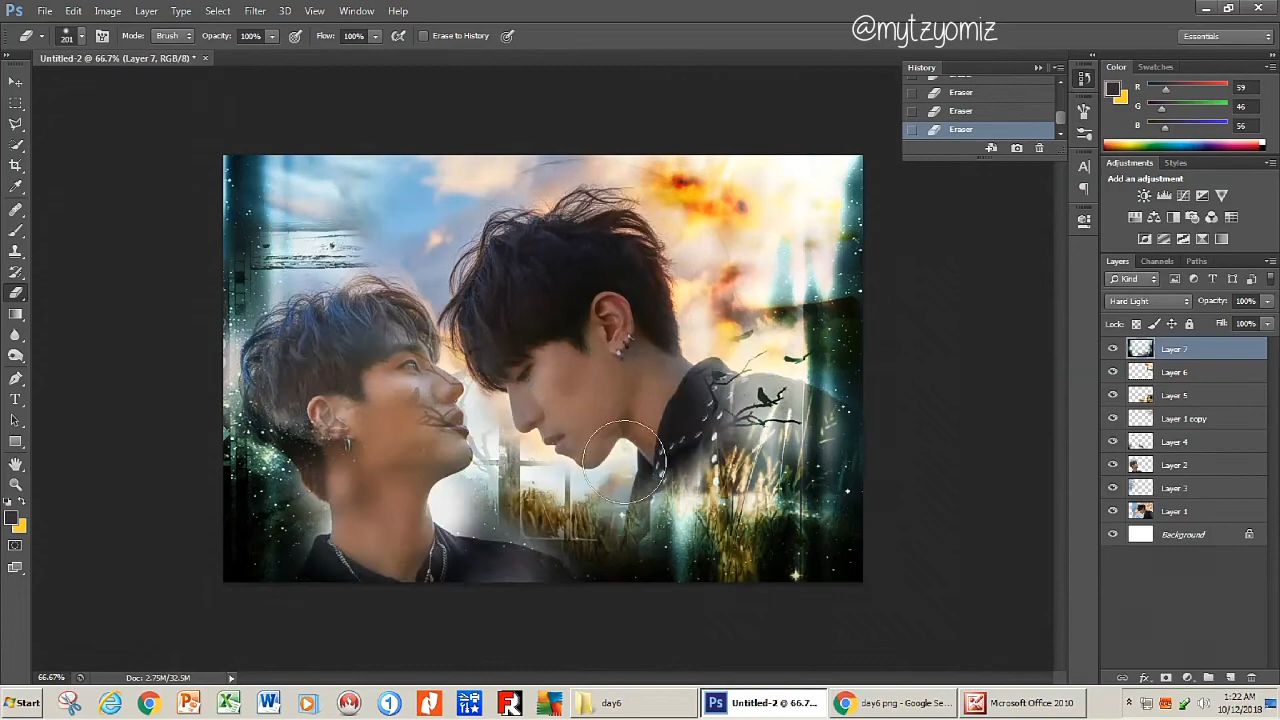 Ps File Edit Image Layer Type Select Filter 3D View Window Help
@mytzyomiz
201 Mode: Brush Opacity: 100% Flow: 100% Erase to History Essentials
Untitled-2 @ 66.7% (Layer 7, RGB/8) *
History
Eraser
Eraser
Eraser
Color Swatches
R 59
G 46
B 56
Adjustments Styles
Add an adjustment
Layers Channels Paths
Kind
Hard Light Opacity: 100%
Lock: Fill: 100%
Layer 7
Layer 6
Layer 5
Layer 1 copy
Layer 4
Layer 2
Layer 3
Layer 1
Background
66.67% Doc: 2.75M/32.5M
Start day6 Untitled-2 @ 66.7%... day6 png - Google Se... Microsoft Office 2010
1:22 AM
10/12/2018